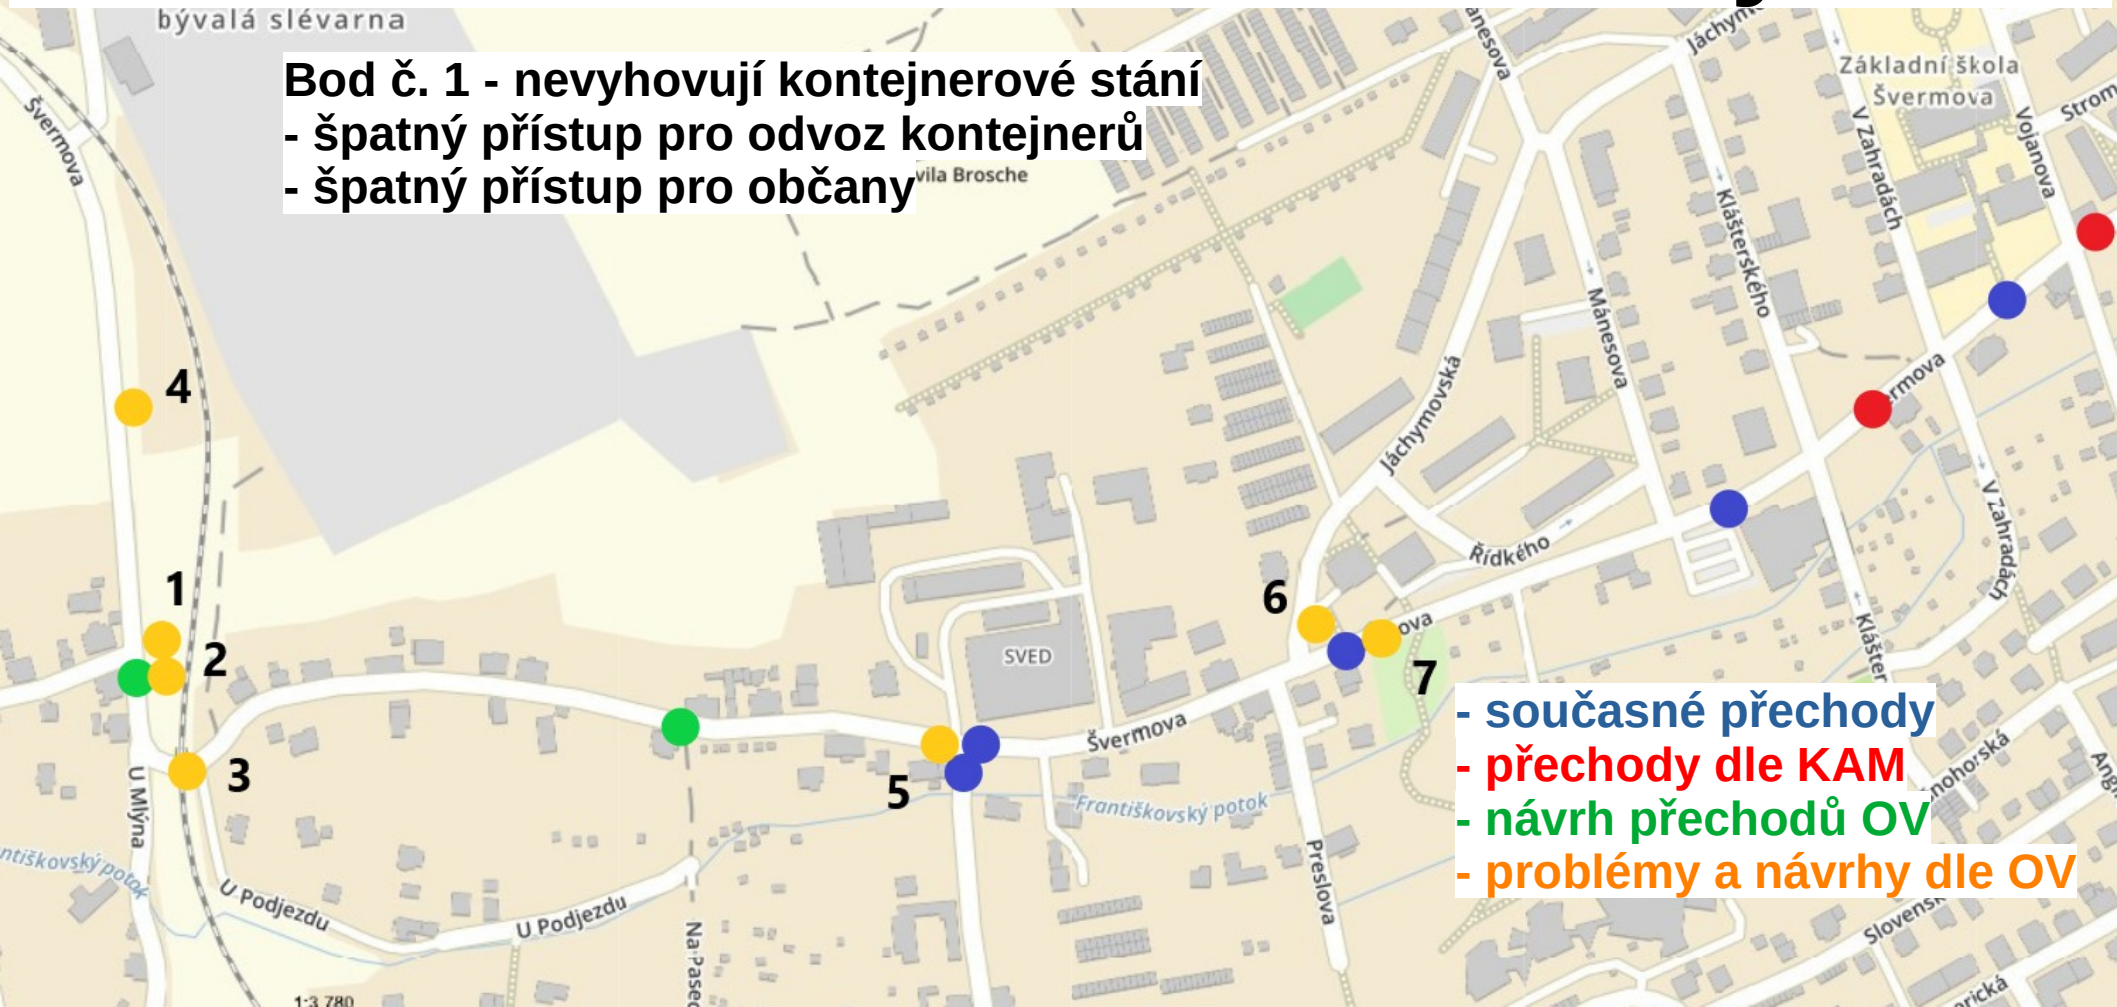 bývalá slévarna
Bod č. 1 - nevyhovují kontejnerové stání
- špatný přístup pro odvoz kontejnerů
- špatný přístup pro občany
vila Brosche
Švermova
Základní škola
Švermova
V Zahradách
Vojanova
Klášterského
Mánesova
Jáchymovská
Řídkého
V Zahradách
4
1
2
3
5
6
7
SVED
Švermova
Františkovský potok
U Mlýna
U Podjezdu
U Podjezdu
Preslova
- současné přechody
- přechody dle KAM
- návrh přechodů OV
- problémy a návrhy dle OV
1:3 780